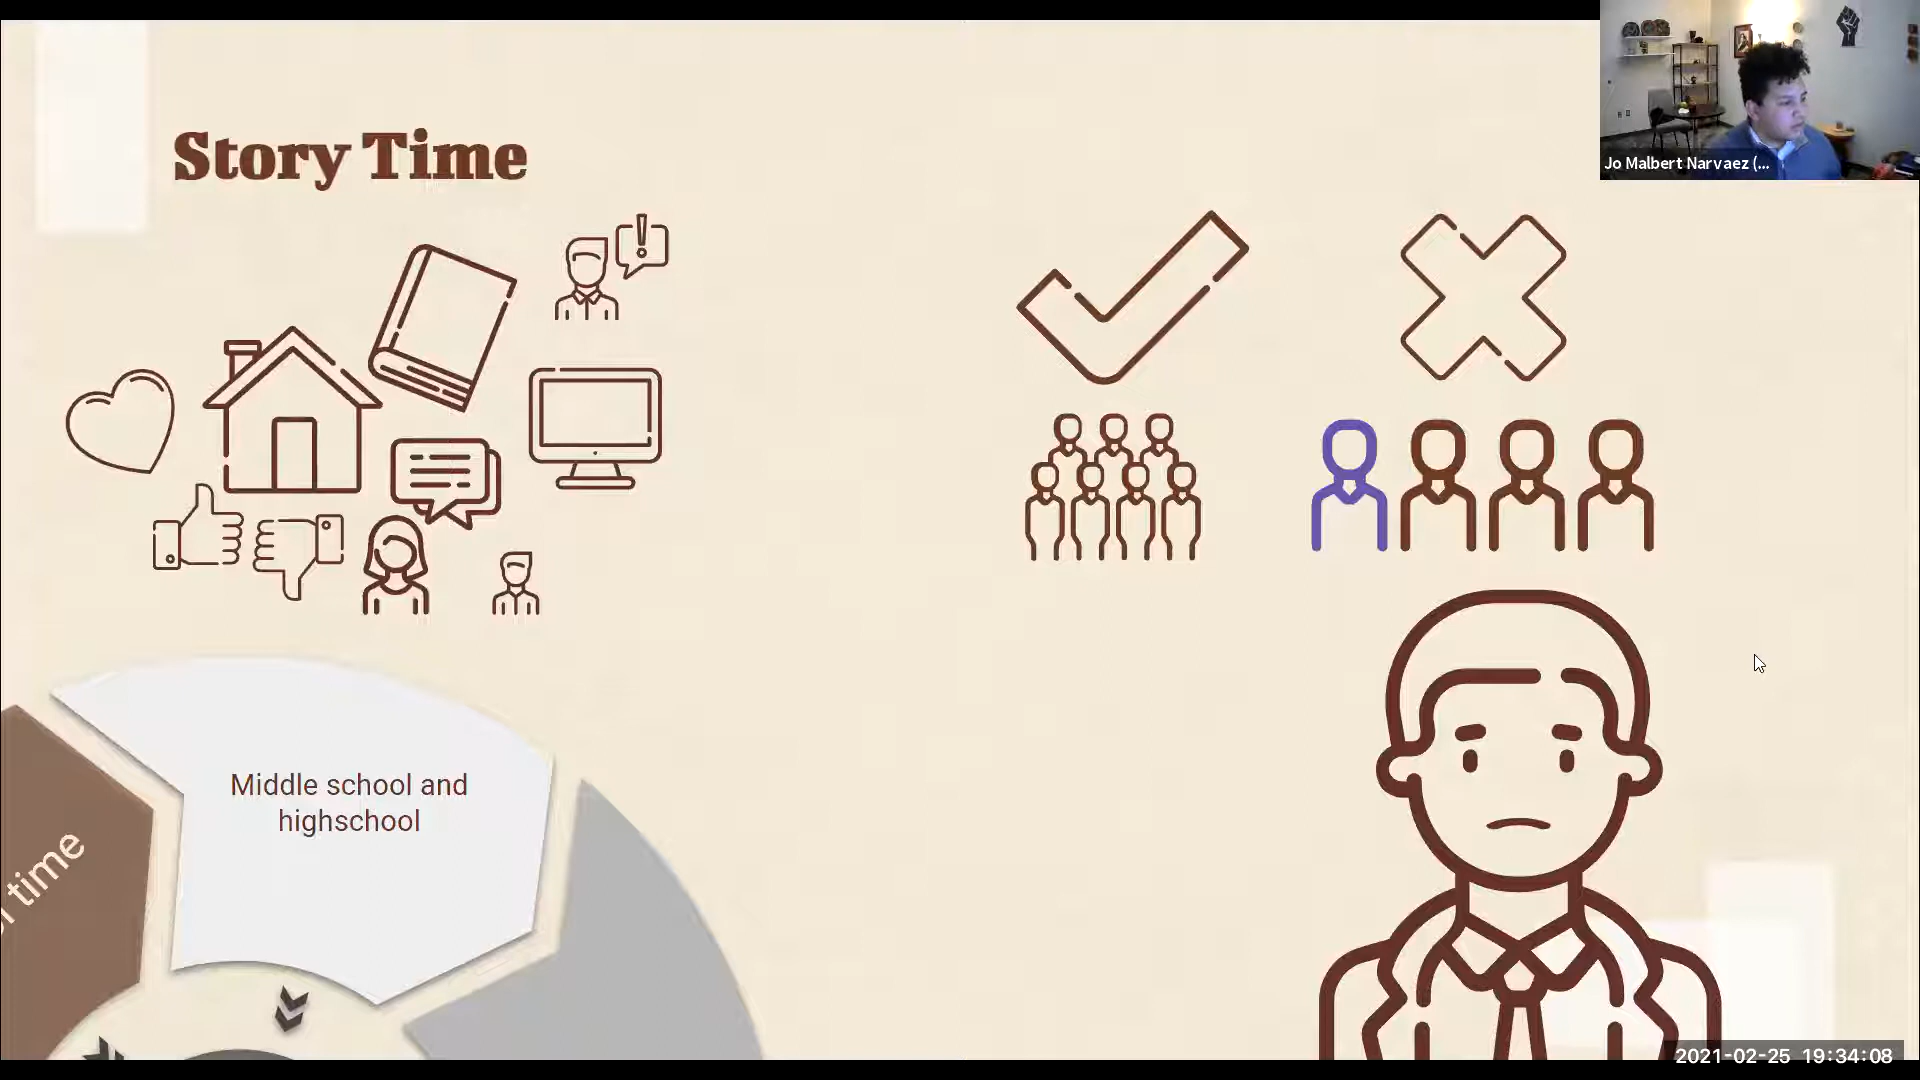 Story Time
Jo Malbert Narvaez (...
Middle school and
highschool
time
2021-02-25 19:34:08